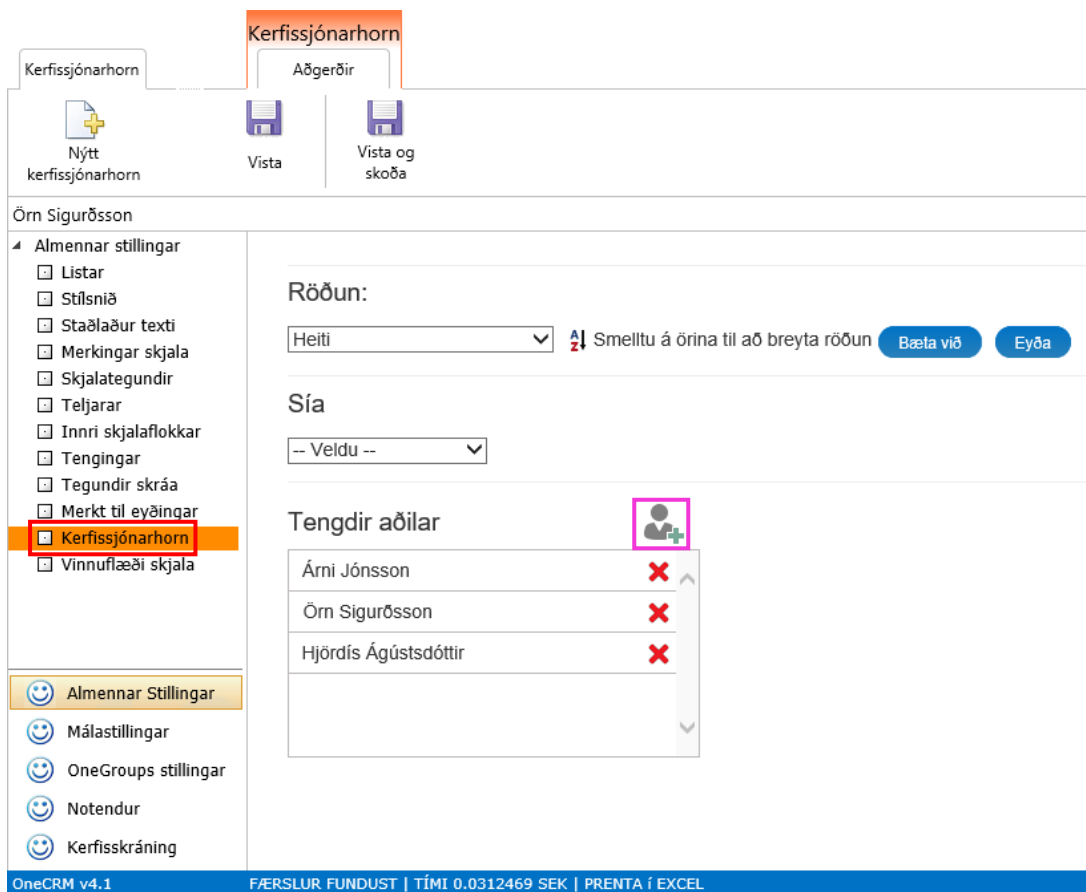 Kerfissjónarhorn
Kerfissjónarhorn
Aðgerðir
Nýtt
kerfissjónarhorn
Vista
Vista og
skoða
Örn Sigurðsson
Almennar stillingar
Listar
Stílsnið
Staðlaður texti
Merkingar skjala
Skjalategundir
Teljarar
Innri skjalaflokkar
Tengingar
Tegundir skráa
Merkt til eyðingar
Kerfissjónarhorn
Vinnuflæði skjala
Almennar Stillingar
Málastillingar
OneGroups stillingar
Notendur
Kerfisskráning
Röðun:
Heiti
Smelltu á örina til að breyta röðun
Bæta við
Eyða
Sía
-- Veldu --
Tengdir aðilar
Árni Jónsson
Örn Sigurðsson
Hjördís Ágústsdóttir
OneCRM v4.1
FÆRSLUR FUNDUST | TÍMI 0.0312469 SEK | PRENTA í EXCEL